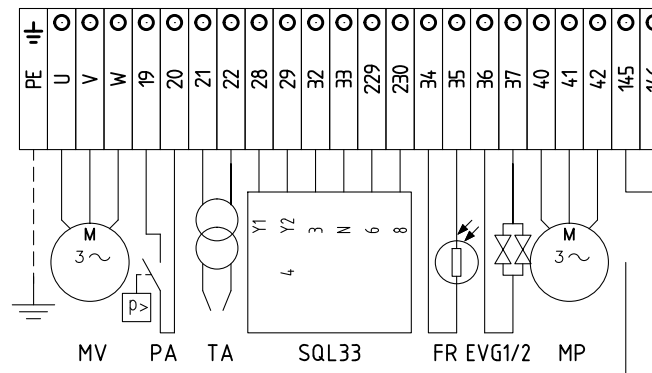 PE U V W 19 20 21 22 28 29 32 33 229 230 34 35 36 37 40 41 42 145
Y1 Y2 3 N 6 8
4
M
3~
p>
M
3~
MV PA TA SQL33 FR EVG1/2 MP